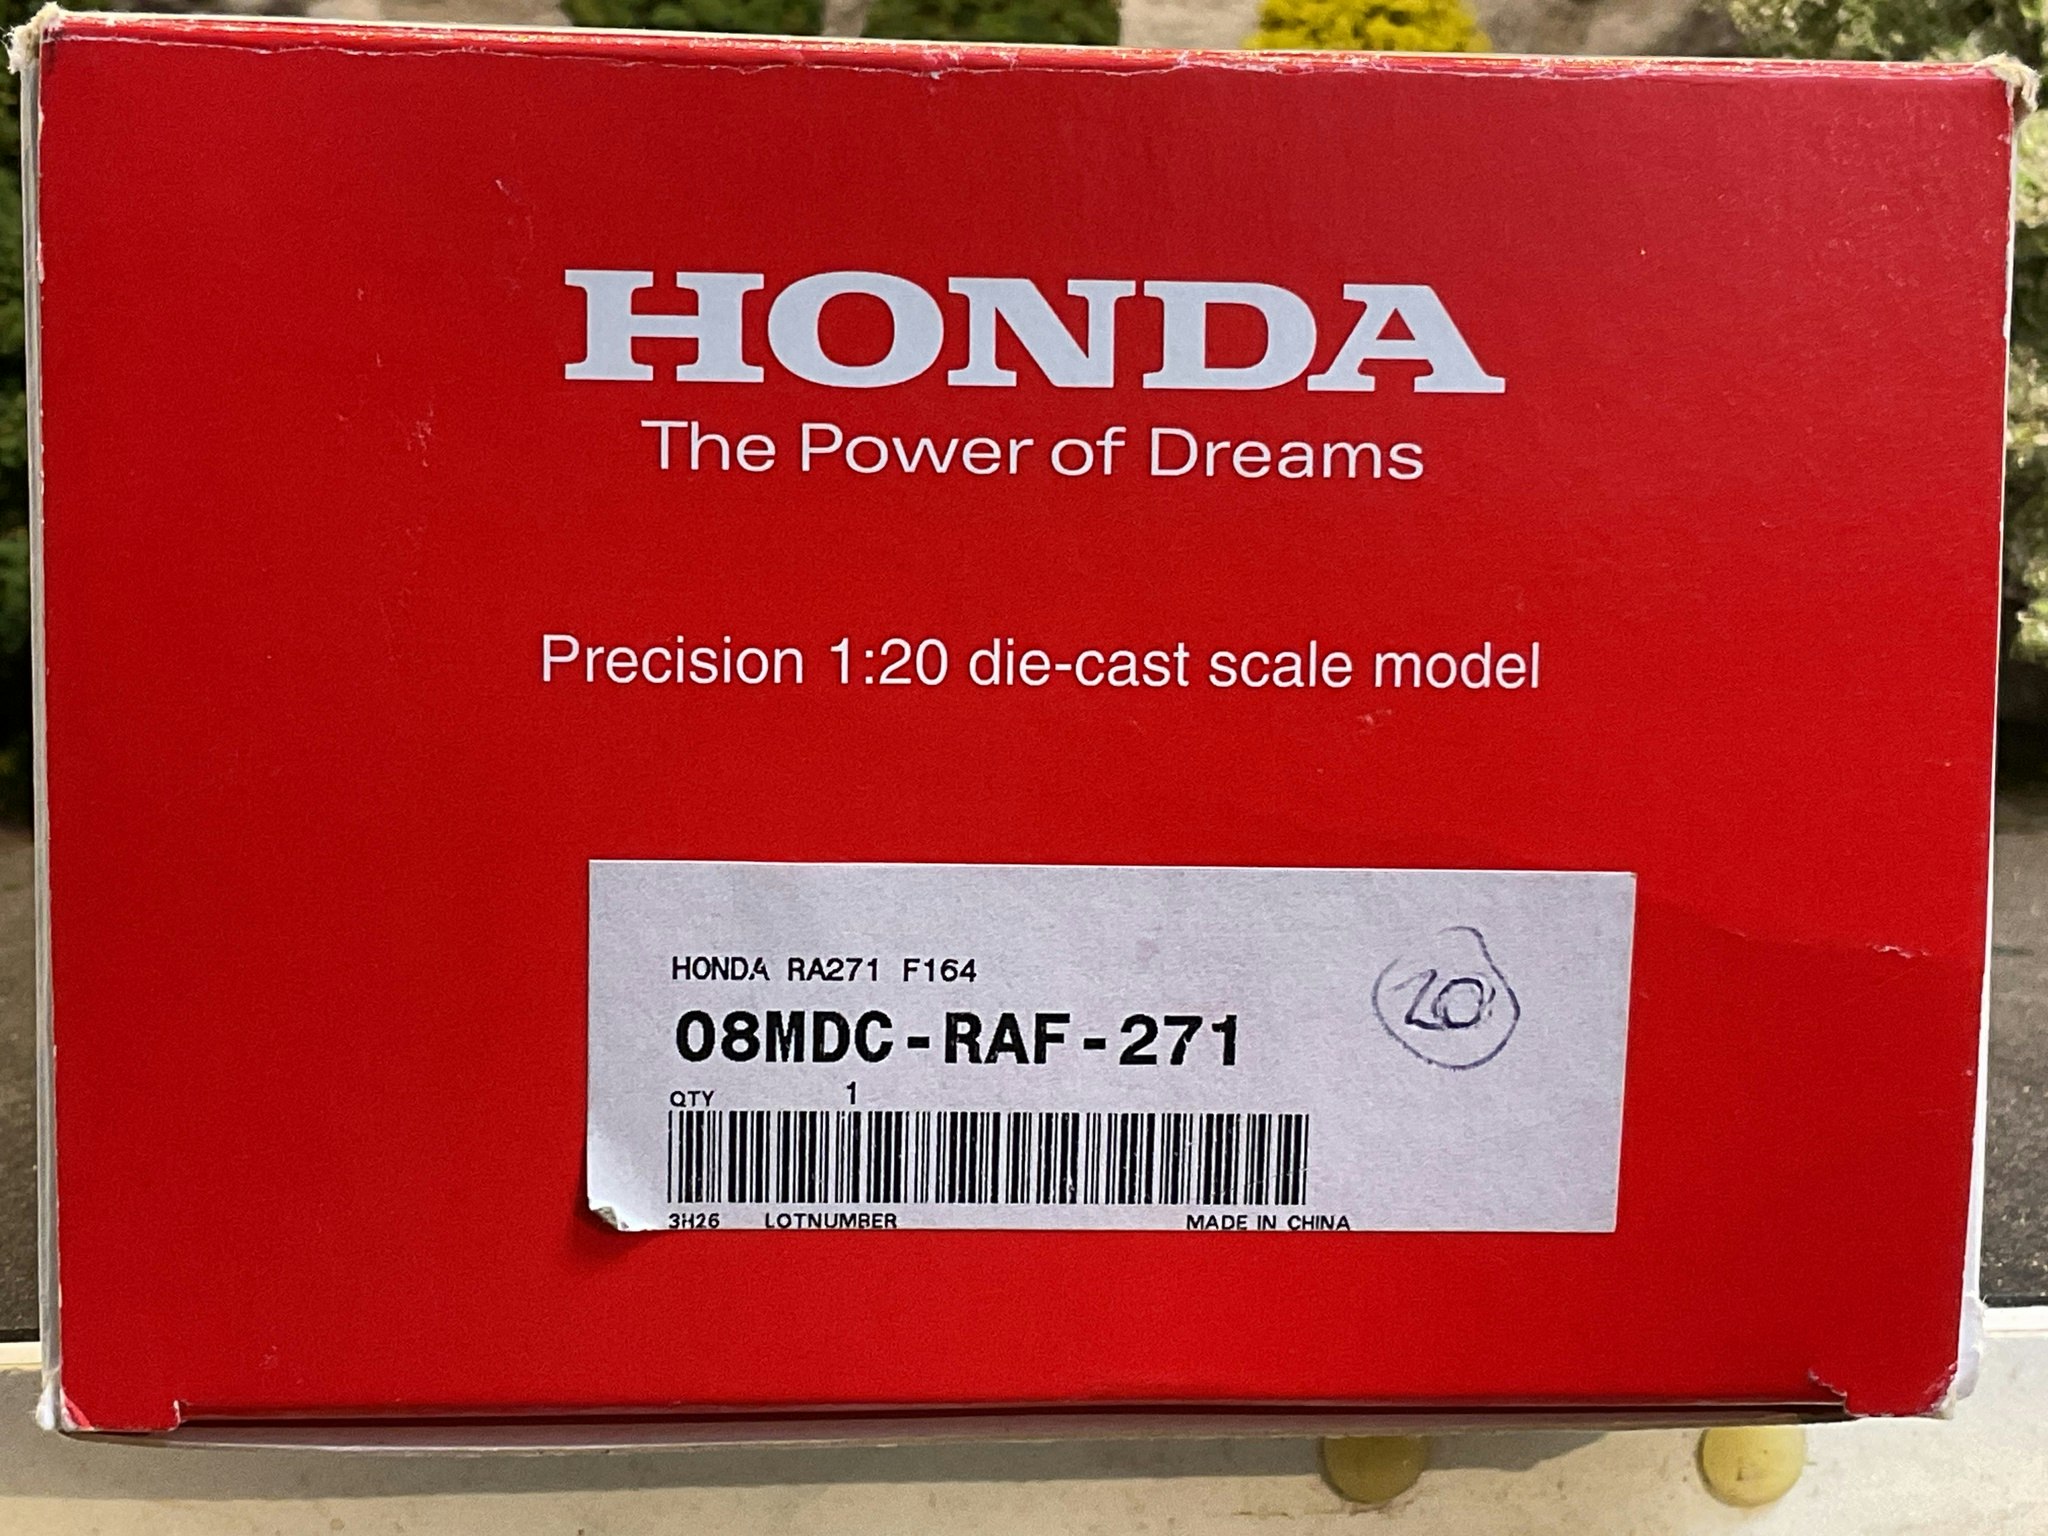 HONDA
The Power of Dreams
Precision 1:20 die-cast scale model
HONDA RA271 F164
20
08MDC-RAF-271
QTY 1
3H26 LOTNUMBER MADE IN CHINA